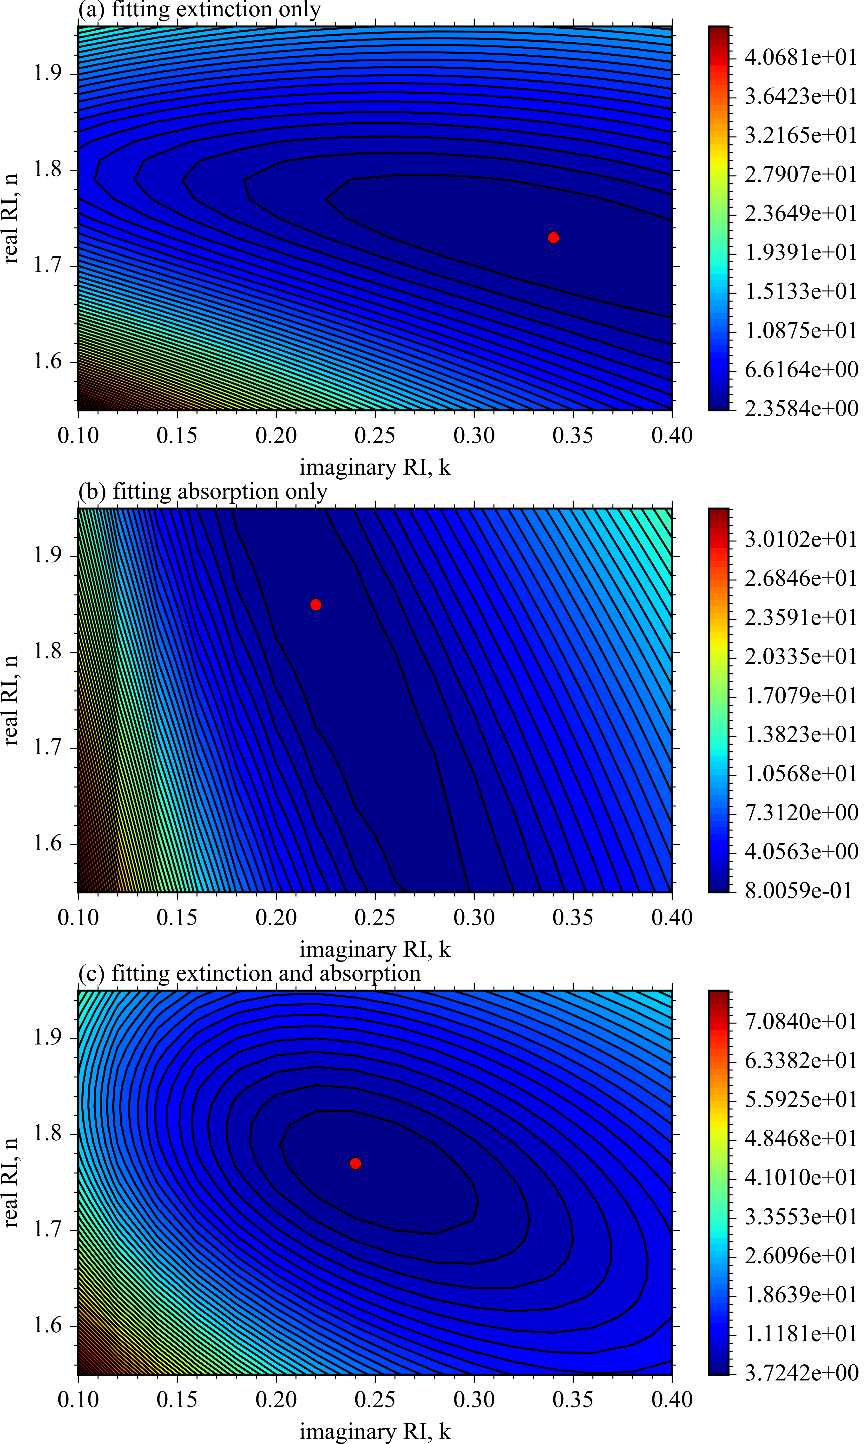 (a) fitting extinction only
real RI, n
1.9
1.8
1.7
1.6
0.10 0.15 0.20 0.25 0.30 0.35 0.40
imaginary RI, k
4.0681e+01
3.6423e+01
3.2165e+01
2.7907e+01
2.3649e+01
1.9391e+01
1.5133e+01
1.0875e+01
6.6164e+00
2.3584e+00
(b) fitting absorption only
real RI, n
1.9
1.8
1.7
1.6
0.10 0.15 0.20 0.25 0.30 0.35 0.40
imaginary RI, k
3.0102e+01
2.6846e+01
2.3591e+01
2.0335e+01
1.7079e+01
1.3823e+01
1.0568e+01
7.3120e+00
4.0563e+00
8.0059e-01
(c) fitting extinction and absorption
real RI, n
1.9
1.8
1.7
1.6
0.10 0.15 0.20 0.25 0.30 0.35 0.40
imaginary RI, k
7.0840e+01
6.3382e+01
5.5925e+01
4.8468e+01
4.1010e+01
3.3553e+01
2.6096e+01
1.8639e+01
1.1181e+01
3.7242e+00